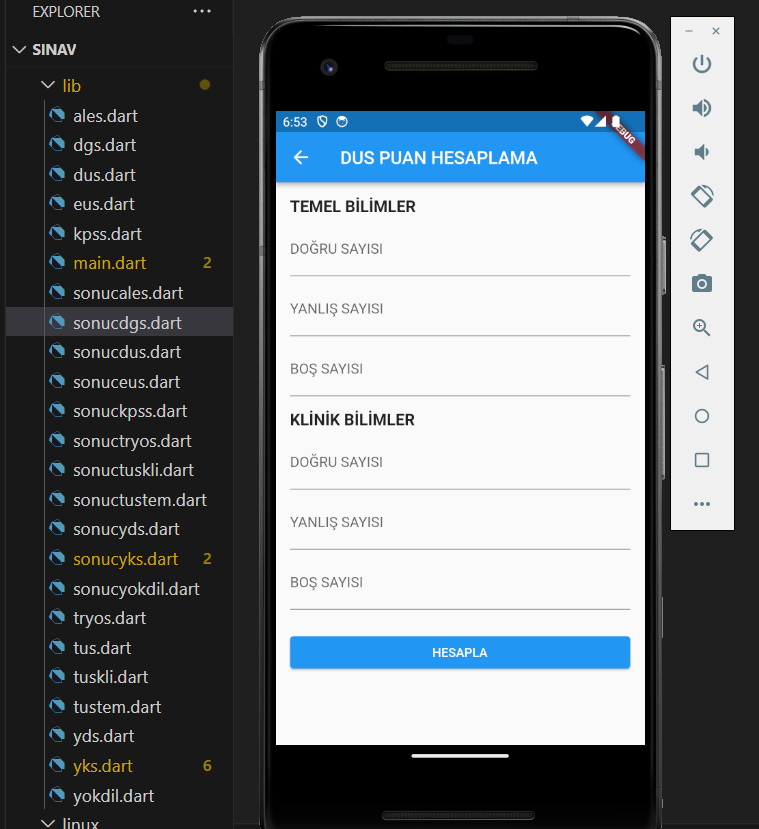 EXPLORER
SINAV
lib
ales.dart
dgs.dart
dus.dart
eus.dart
kpss.dart
main.dart 2
sonucales.dart
sonucdgs.dart
sonucdus.dart
sonuceus.dart
sonuckpss.dart
sonuctryos.dart
sonuctuskli.dart
sonuctustem.dart
sonucyds.dart
sonucyks.dart 2
sonucyokdil.dart
tryos.dart
tus.dart
tuskli.dart
tustem.dart
yds.dart
yks.dart 6
yokdil.dart
linux
6:53
DEBUG
DUS PUAN HESAPLAMA
TEMEL BİLİMLER
DOĞRU SAYISI
YANLIŞ SAYISI
BOŞ SAYISI
KLİNİK BİLİMLER
DOĞRU SAYISI
YANLIŞ SAYISI
BOŞ SAYISI
HESAPLA